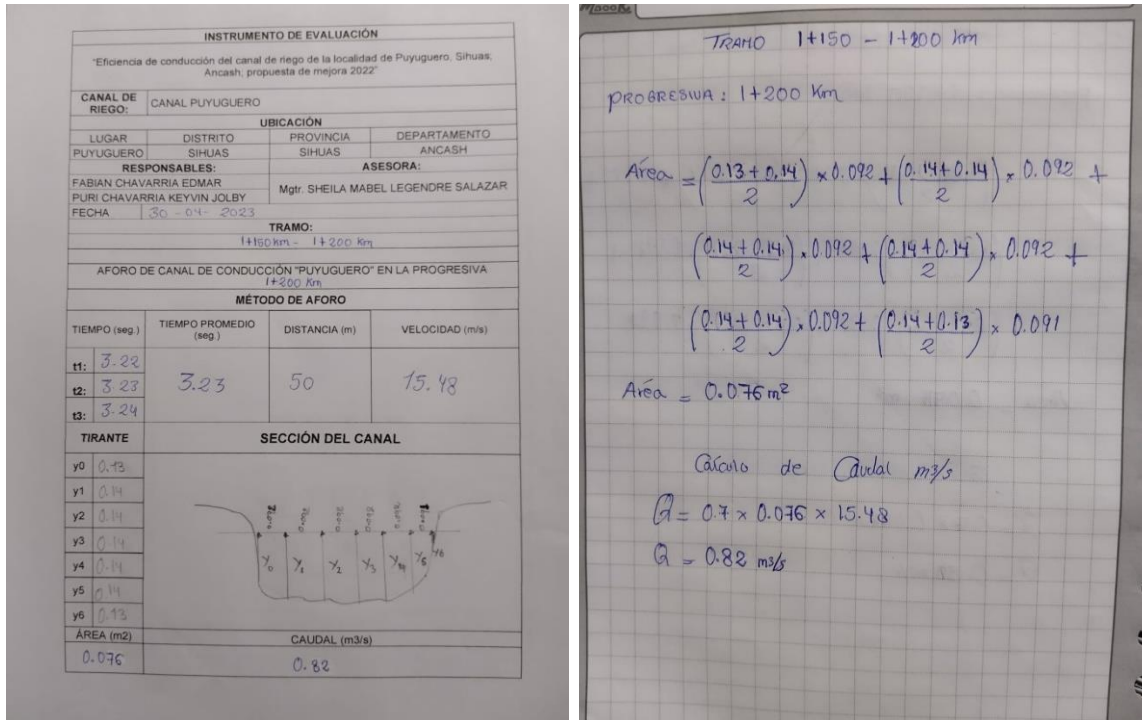 INSTRUMENTO DE EVALUACIÓN
"Eficiencia de conducción del canal de riego de la localidad de Puyuguero, Sihuas,
Ancash; propuesta de mejora 2022"
CANAL DE RIEGO: CANAL PUYUGUERO
UBICACIÓN
LUGAR DISTRITO PROVINCIA DEPARTAMENTO
PUYUGUERO SIHUAS SIHUAS ANCASH
RESPONSABLES: ASESORA:
FABIAN CHAVARRIA EDMAR
PURI CHAVARRIA KEYVIN JOLBY
Mgtr. SHEILA MABEL LEGENDRE SALAZAR
FECHA 30 - 04 - 2023
TRAMO:
1+150 km - 1+200 km
AFORO DE CANAL DE CONDUCCIÓN "PUYUGUERO" EN LA PROGRESIVA
1+200 Km
MÉTODO DE AFORO
TIEMPO (seg.) TIEMPO PROMEDIO (seg.) DISTANCIA (m) VELOCIDAD (m/s)
t1: 3.22
t2: 3.23 3.23 50 15.48
t3: 3.24
TIRANTE SECCIÓN DEL CANAL
y0 0.13
y1 0.14
y2 0.14
y3 0.14
y4 0.14
y5 0.14
y6 0.13
0.092 0.092 0.092 0.092
Y0 Y1 Y2 Y3 Y4 Y5 Y6
ÁREA (m2) CAUDAL (m3/s)
0.076 0.82
TRAMO 1+150 - 1+200 km
PROGRESIVA: 1+200 Km
Área = (0.13 + 0.14 / 2) x 0.092 + (0.14 + 0.14 / 2) x 0.092 +
(0.14 + 0.14 / 2) x 0.092 + (0.14 + 0.14 / 2) x 0.092 +
(0.14 + 0.14 / 2) x 0.092 + (0.14 + 0.13 / 2) x 0.091
Área = 0.076 m²
Cálculo de Caudal m3/s
Q = 0.7 x 0.076 x 15.48
Q = 0.82 m3/s